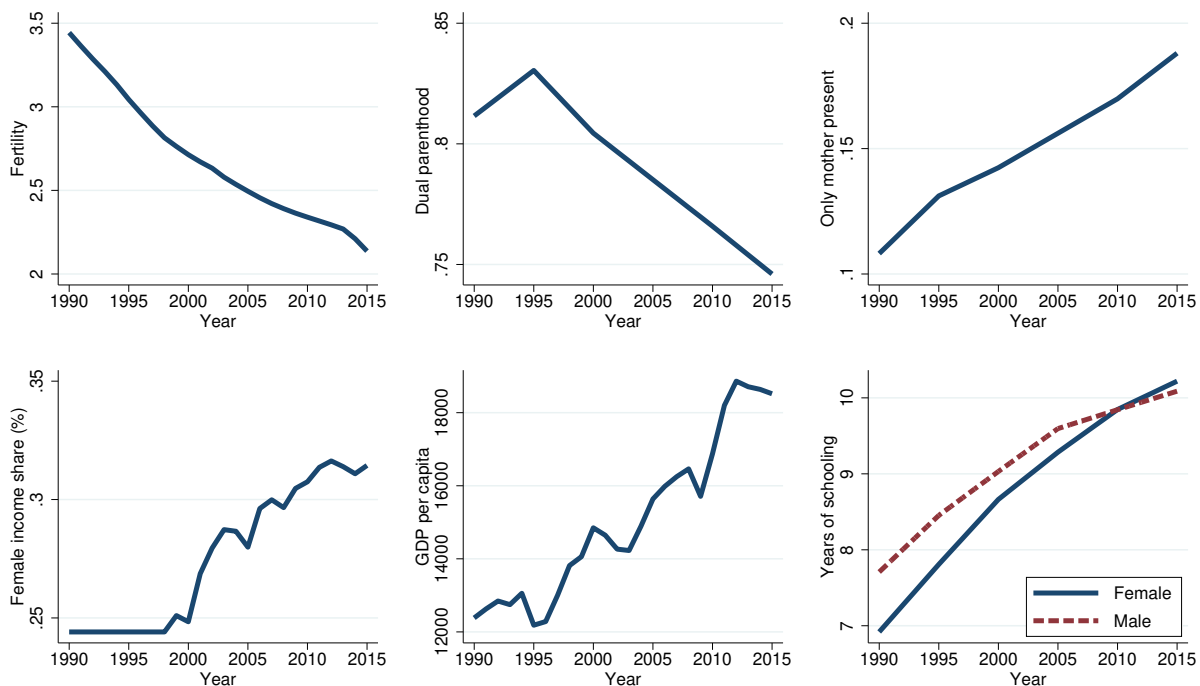 Fertility
3.5
3
2.5
2
1990 1995 2000 2005 2010 2015
Year
Dual parenthood
.85
.8
.75
1990 1995 2000 2005 2010 2015
Year
Only mother present
.2
.15
.1
1990 1995 2000 2005 2010 2015
Year
Female income share (%)
.35
.3
.25
1990 1995 2000 2005 2010 2015
Year
GDP per capita
18000
16000
14000
12000
1990 1995 2000 2005 2010 2015
Year
Years of schooling
10
9
8
7
Female
Male
1990 1995 2000 2005 2010 2015
Year